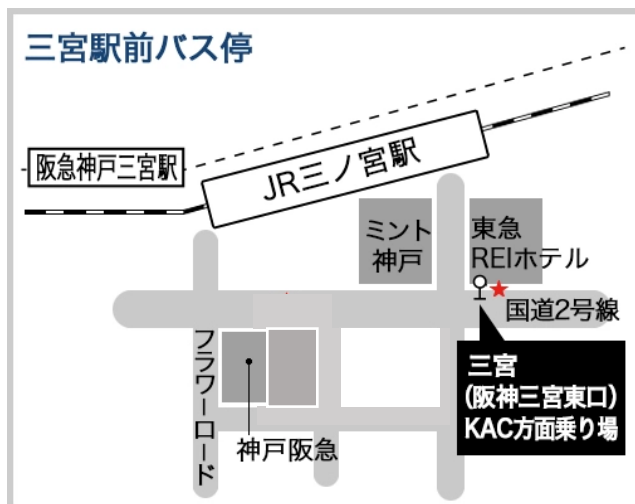 三宮駅前バス停
阪急神戸三宮駅
JR三ノ宮駅
ミント
神戸
東急
REIホテル
国道2号線
フラワーロード
神戸阪急
三宮
(阪神三宮東口)
KAC方面乗り場